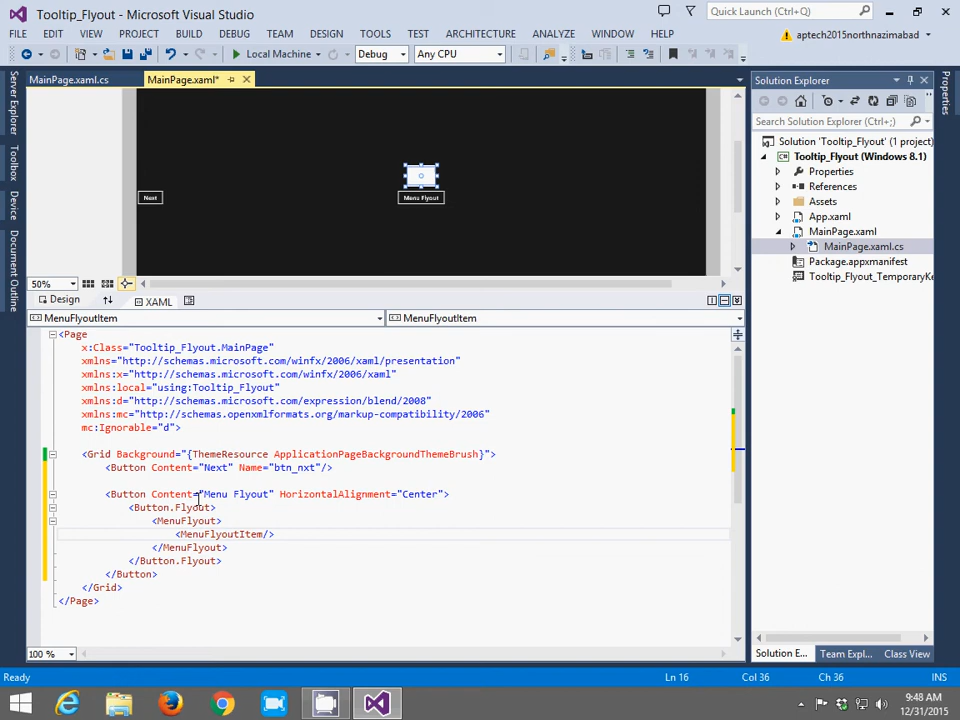 Tooltip_Flyout - Microsoft Visual Studio
Quick Launch (Ctrl+;)
FILE EDIT VIEW PROJECT BUILD DEBUG TEAM DESIGN TOOLS TEST ARCHITECTURE ANALYZE WINDOW HELP
aptech2015northnazimabad
Local Machine Debug Any CPU
MainPage.xaml.cs MainPage.xaml*
Server Explorer
Toolbox
Device
Document Outline
Next
Menu Flyout
50%
Design XAML
MenuFlyoutItem MenuFlyoutItem
<Page
x:Class="Tooltip_Flyout.MainPage"
xmlns="http://schemas.microsoft.com/winfx/2006/xaml/presentation"
xmlns:x="http://schemas.microsoft.com/winfx/2006/xaml"
xmlns:local="using:Tooltip_Flyout"
xmlns:d="http://schemas.microsoft.com/expression/blend/2008"
xmlns:mc="http://schemas.openxmlformats.org/markup-compatibility/2006"
mc:Ignorable="d">
<Grid Background="{ThemeResource ApplicationPageBackgroundThemeBrush}">
<Button Content="Next" Name="btn_nxt"/>
<Button Content="Menu Flyout" HorizontalAlignment="Center">
<Button.Flyout>
<MenuFlyout>
<MenuFlyoutItem/>
</MenuFlyout>
</Button.Flyout>
</Button>
</Grid>
</Page>
100 %
Solution Explorer
Search Solution Explorer (Ctrl+;)
Solution 'Tooltip_Flyout' (1 project)
Tooltip_Flyout (Windows 8.1)
Properties
References
Assets
App.xaml
MainPage.xaml
MainPage.xaml.cs
Package.appxmanifest
Tooltip_Flyout_TemporaryKe
Solution E... Team Expl... Class View
Properties
Ready Ln 16 Col 36 Ch 36 INS
9:48 AM
12/31/2015